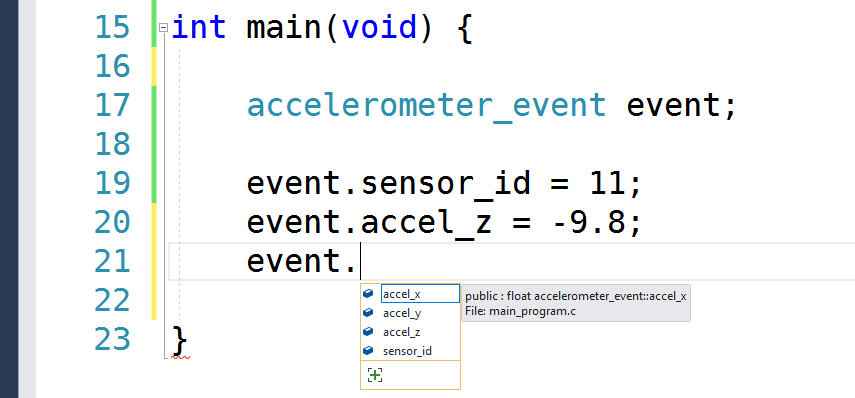 15 int main(void) {
16
17 accelerometer_event event;
18
19 event.sensor_id = 11;
20 event.accel_z = -9.8;
21 event.
22
accel_x
public : float accelerometer_event::accel_x
File: main_program.c
accel_y
accel_z
sensor_id
23 }